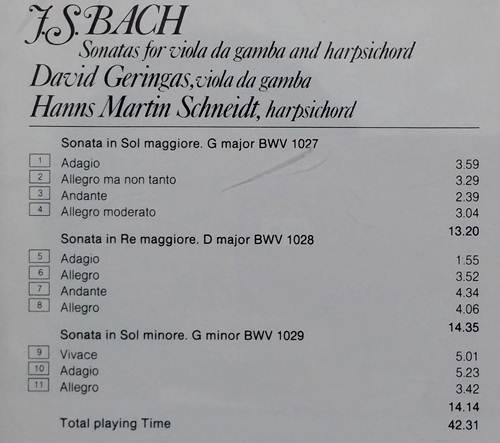 J.S. BACH
Sonatas for viola da gamba and harpsichord
David Geringas, viola da gamba
Hanns Martin Schneidt, harpsichord
Sonata in Sol maggiore. G major BWV 1027
1 Adagio 3.59
2 Allegro ma non tanto 3.29
3 Andante 2.39
4 Allegro moderato 3.04
13.20
Sonata in Re maggiore. D major BWV 1028
5 Adagio 1:55
6 Allegro 3.52
7 Andante 4.34
8 Allegro 4.06
14.35
Sonata in Sol minore. G minor BWV 1029
9 Vivace 5.01
10 Adagio 5.23
11 Allegro 3.42
14.14
Total playing Time 42.31